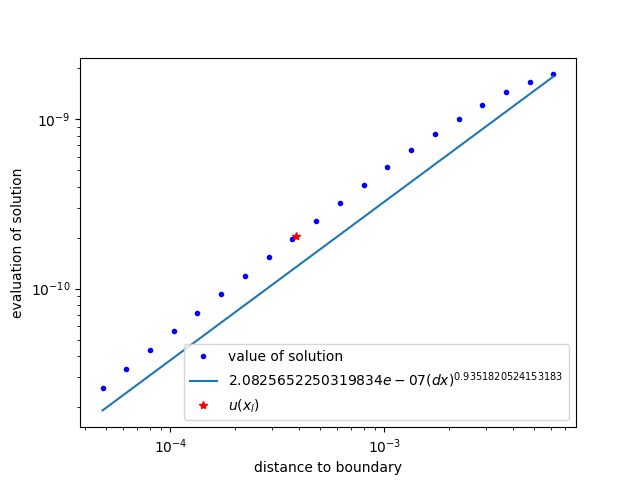 10^{-9}
10^{-10}
evaluation of solution
value of solution
2.0825652250319834e − 07(dx)^{0.9351820524153183}
u(x_I)
10^{-4}
10^{-3}
distance to boundary